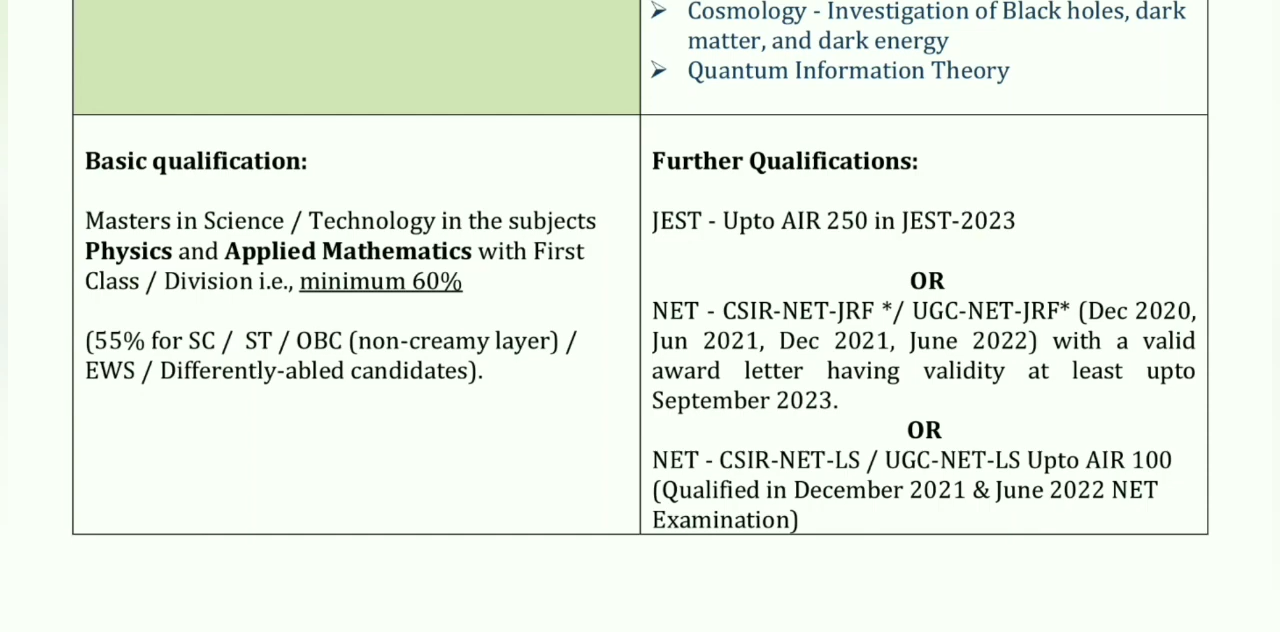 ➢ Cosmology - Investigation of Black holes, dark
matter, and dark energy
➢ Quantum Information Theory
Basic qualification:
Masters in Science / Technology in the subjects
Physics and Applied Mathematics with First
Class / Division i.e., minimum 60%
(55% for SC / ST / OBC (non-creamy layer) /
EWS / Differently-abled candidates).
Further Qualifications:
JEST - Upto AIR 250 in JEST-2023
OR
NET - CSIR-NET-JRF */ UGC-NET-JRF* (Dec 2020,
Jun 2021, Dec 2021, June 2022) with a valid
award letter having validity at least upto
September 2023.
OR
NET - CSIR-NET-LS / UGC-NET-LS Upto AIR 100
(Qualified in December 2021 & June 2022 NET
Examination)